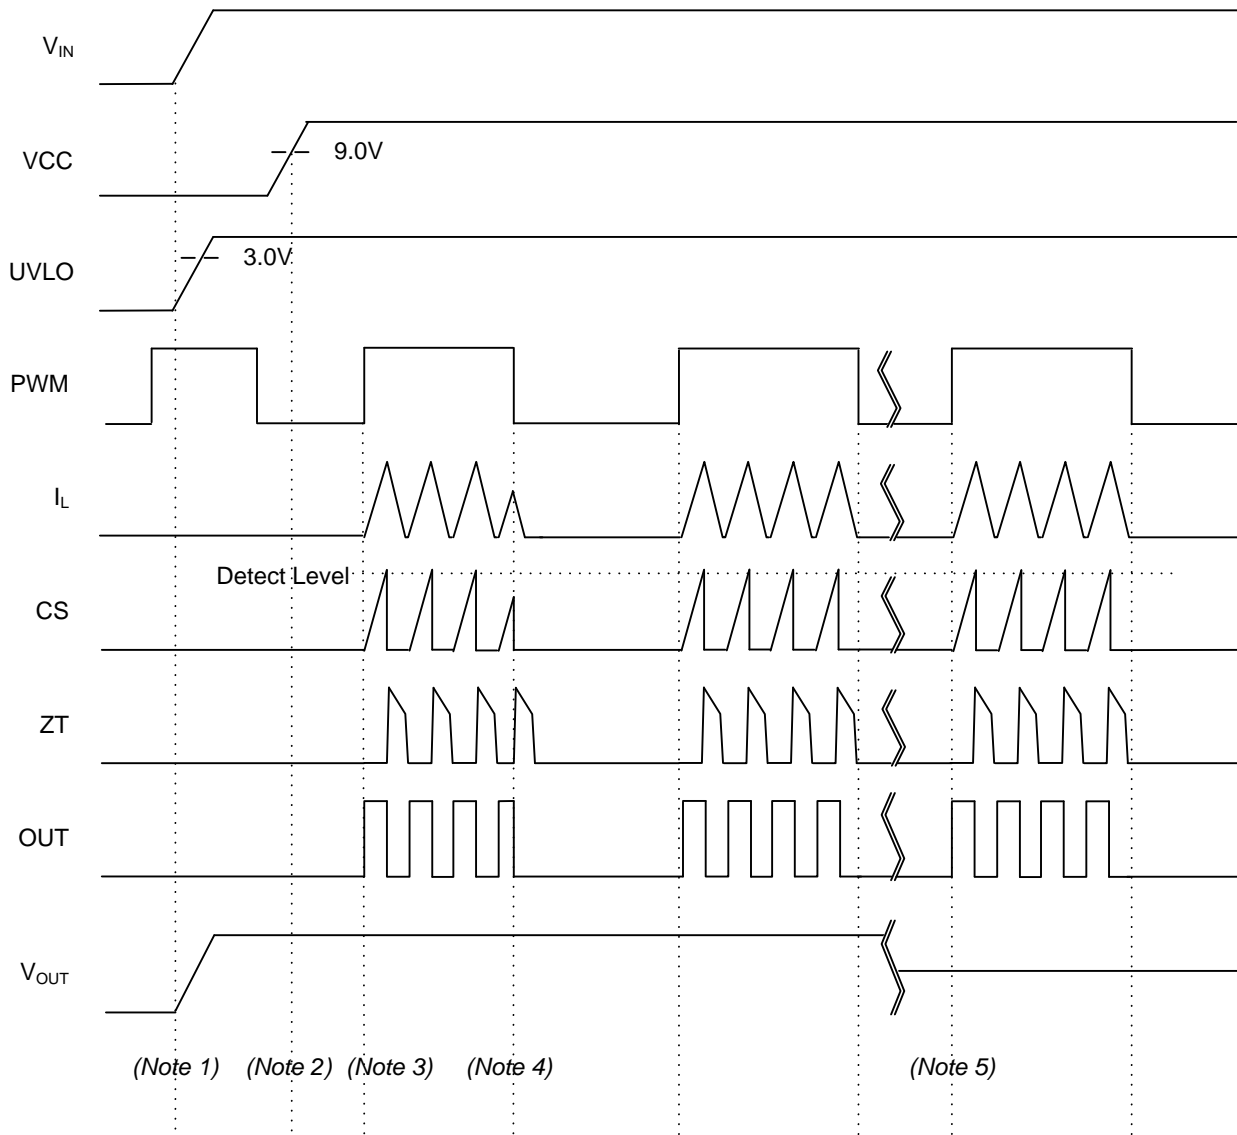 VIN
VCC
9.0V
UVLO
3.0V
PWM
IL
Detect Level
CS
ZT
OUT
VOUT
(Note 1) (Note 2) (Note 3) (Note 4) (Note 5)